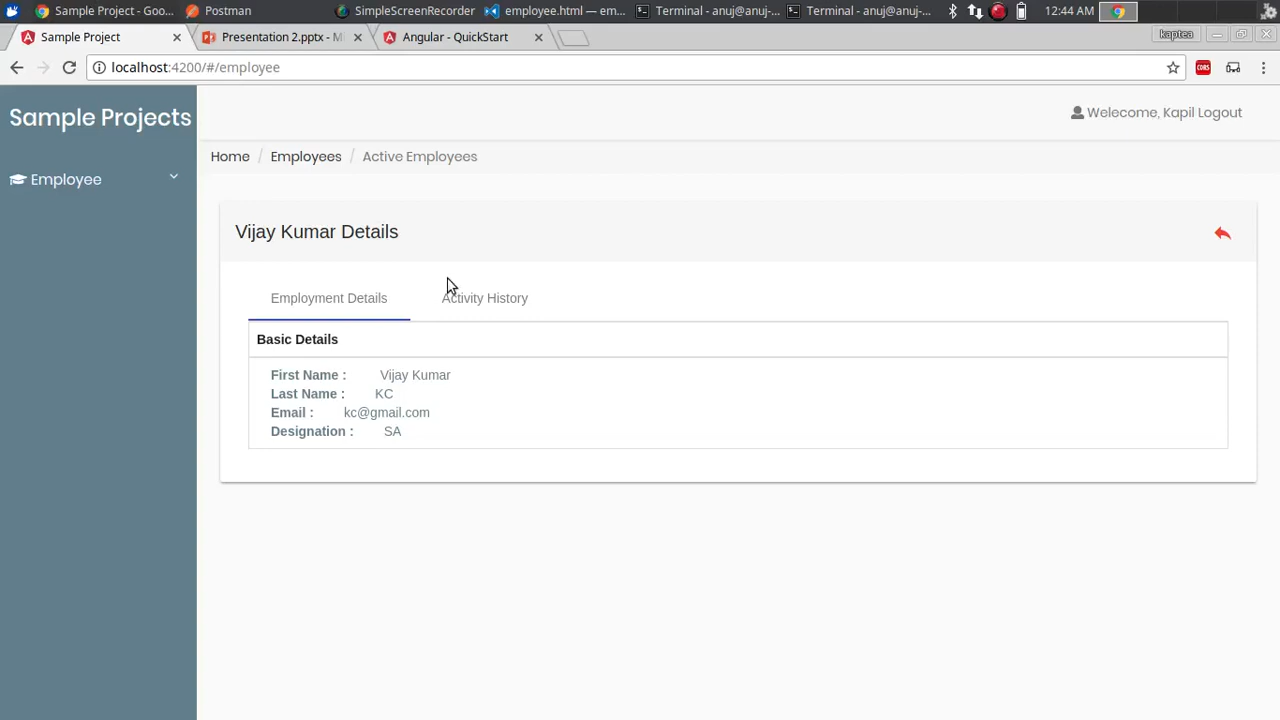 Sample Project - Goo...
Postman
SimpleScreenRecorder
employee.html — em...
Terminal - anuj@anuj-...
Terminal - anuj@anuj-...
12:44 AM
Sample Project
Presentation 2.pptx - M
Angular - QuickStart
kaptea
localhost:4200/#/employee
CORS
Sample Projects
Welecome, Kapil Logout
Home / Employees / Active Employees
Employee
Vijay Kumar Details
Employment Details
Activity History
Basic Details
First Name : Vijay Kumar
Last Name : KC
Email : kc@gmail.com
Designation : SA